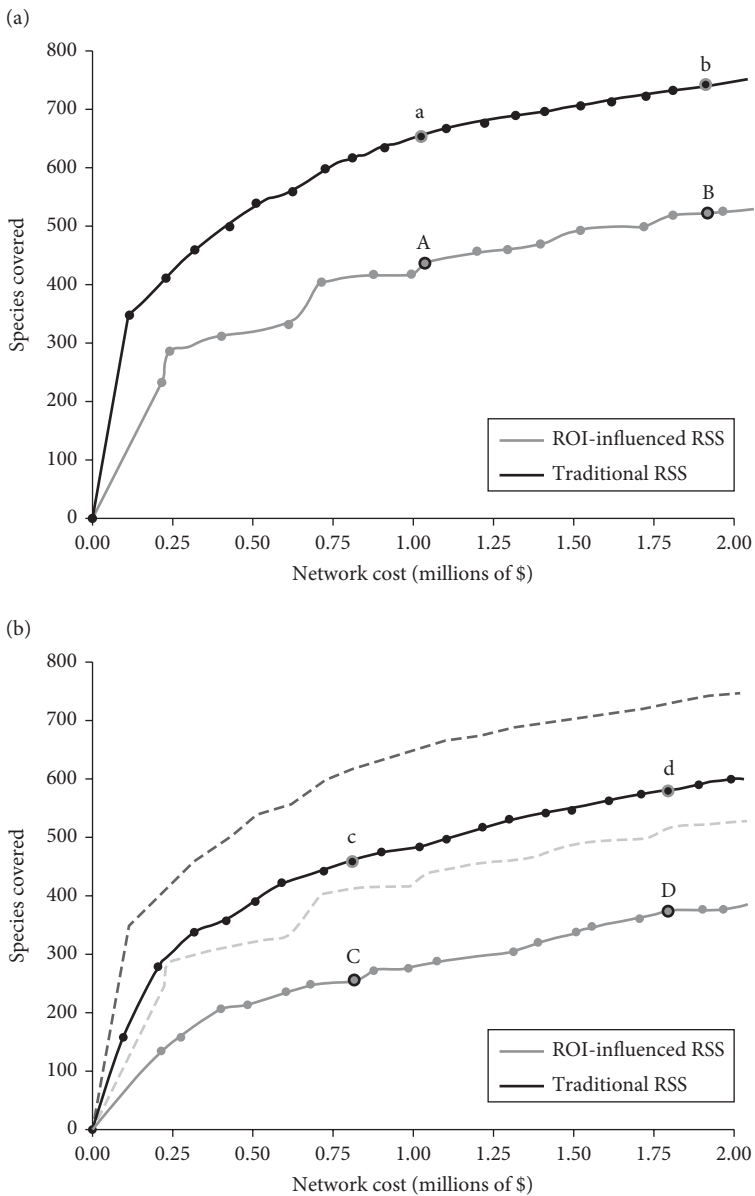 (a)
800
700
600
500
400
300
200
100
0
Species covered
a
b
A
B
ROI-influenced RSS
Traditional RSS
0.00 0.25 0.50 0.75 1.00 1.25 1.50 1.75 2.00
Network cost (millions of $)
(b)
800
700
600
500
400
300
200
100
0
Species covered
c
d
C
D
ROI-influenced RSS
Traditional RSS
0.00 0.25 0.50 0.75 1.00 1.25 1.50 1.75 2.00
Network cost (millions of $)